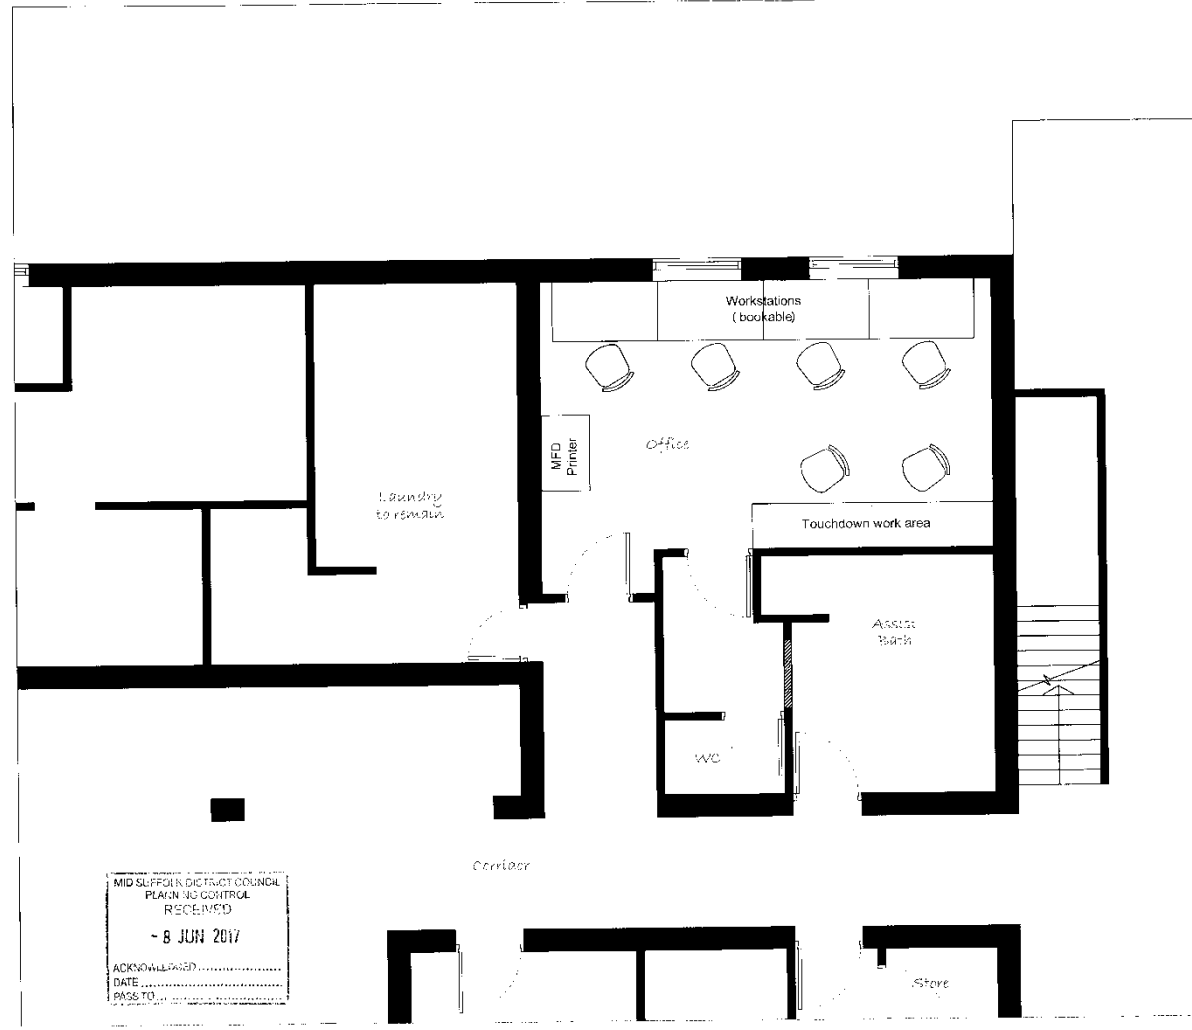 Workstations
( bookable)
MFD
Printer
Office
Laundry
to remain
Touchdown work area
Assist
Bath
WC
Corridor
MID SUFFOLK DISTRICT COUNCIL
PLANNING CONTROL
RECEIVED
- 8 JUN 2017
ACKNOWLEDGED
DATE
PASS TO
Store